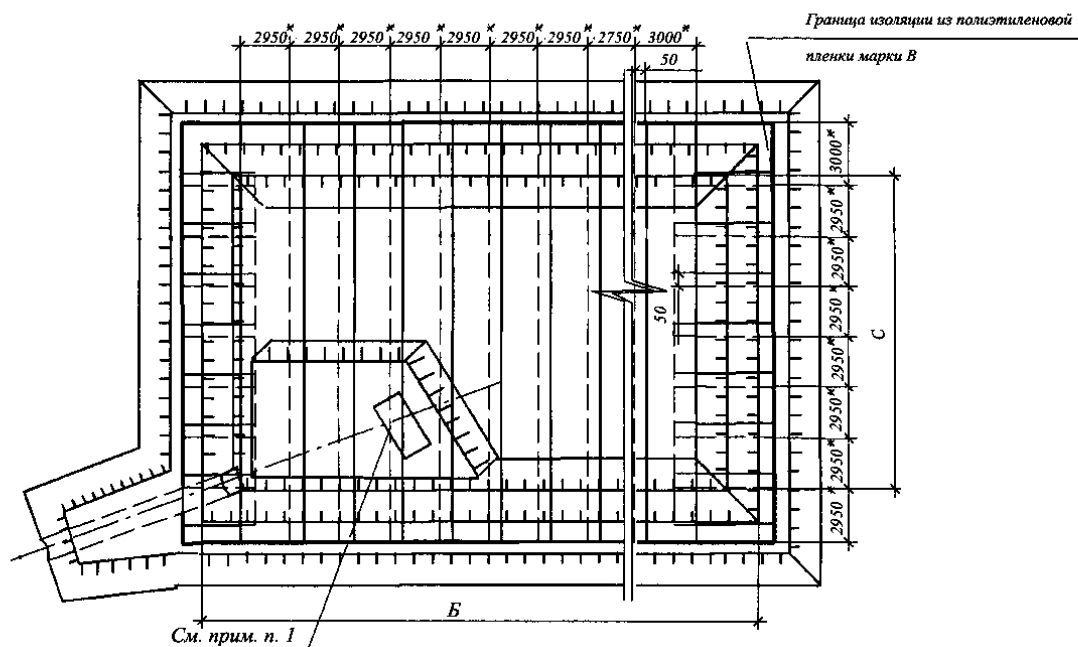 Граница изоляции из полиэтиленовой
пленки марки В
2950* 2950* 2950* 2950* 2950* 2950* 2950* 2750* 3000*
50
3000*
2950*
2950*
2950*
2950*
2950*
2950*
2950*
50
С
Б
См. прим. п. 1